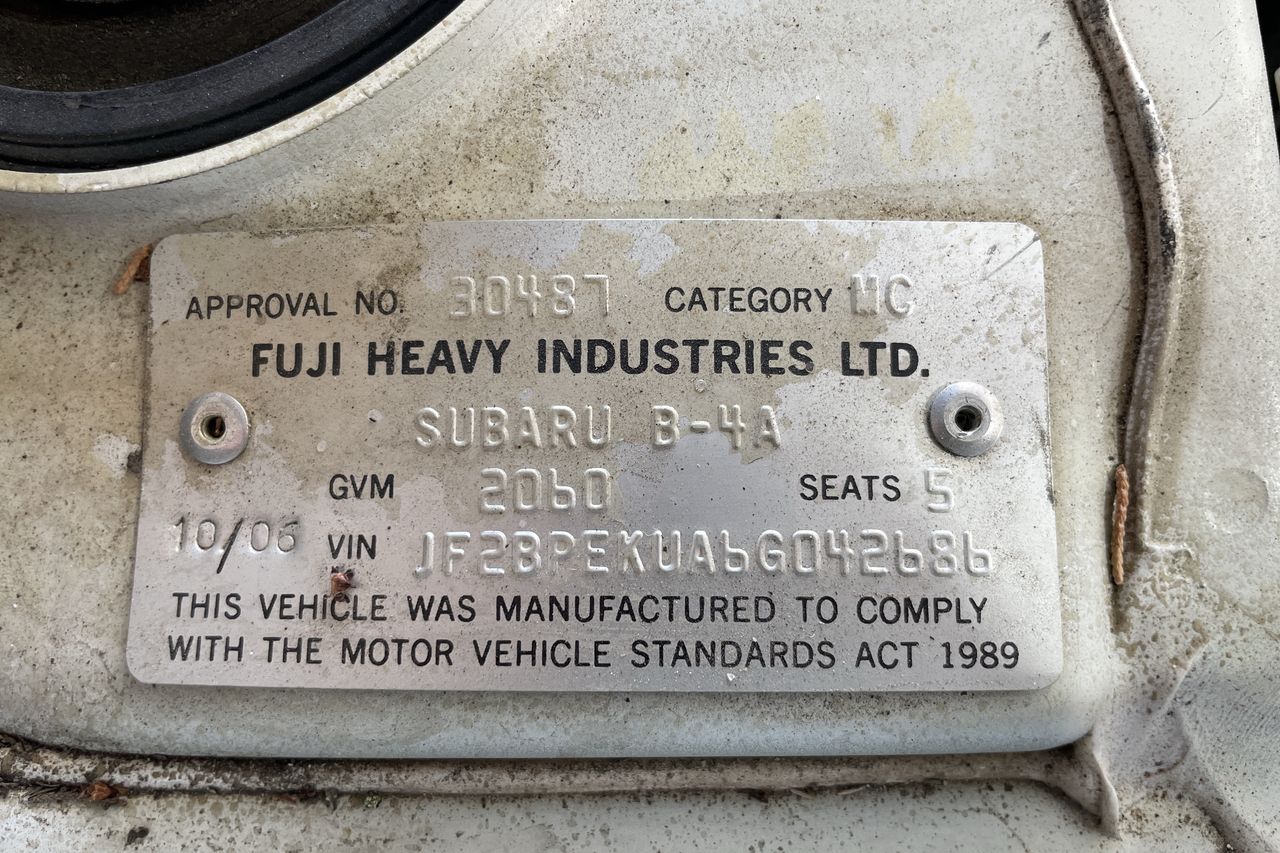 APPROVAL NO. 30487 CATEGORY MC
FUJI HEAVY INDUSTRIES LTD.
SUBARU B-4A
GVM 2060 SEATS 5
10/06 VIN JF2BPEKUA6G042686
THIS VEHICLE WAS MANUFACTURED TO COMPLY
WITH THE MOTOR VEHICLE STANDARDS ACT 1989